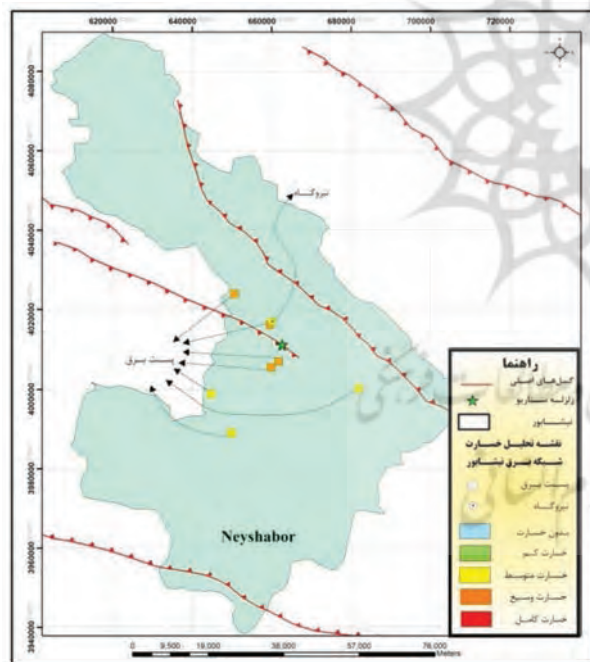 620000 640000 660000 680000 700000 720000
4080000
4060000
4040000
4020000
4000000
3980000
3960000
3940000
نیروگاه
پست برق
Neyshabor
راهنما
گسل‌های اصلی
زلزله سناریو
نیشابور
نقشه تحلیل خسارت
شبکه برق نیشابور
پست برق
نیروگاه
بدون خسارت
خسارت کم
خسارت متوسط
خسارت وسیع
خسارت کامل
0 9,500 19,000 38,000 57,000 76,000
Meters